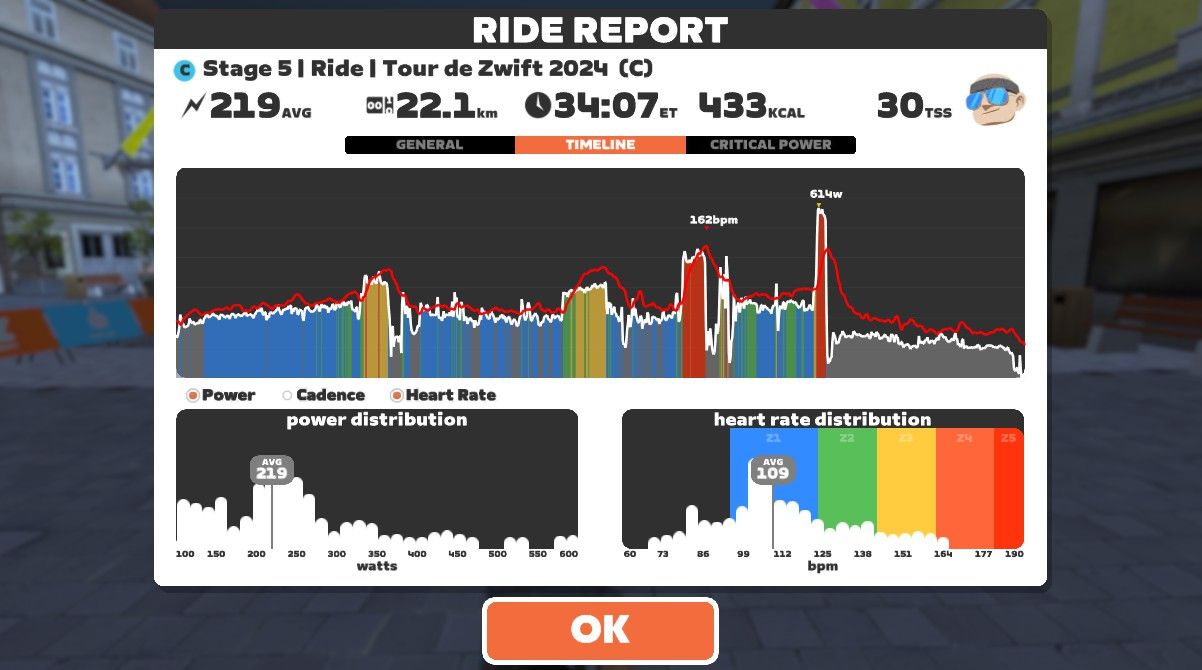 RIDE REPORT
C Stage 5 | Ride | Tour de Zwift 2024 (C)
219AVG 22.1km 34:07ET 433KCAL 30TSS
GENERAL TIMELINE CRITICAL POWER
614w
162bpm
Power Cadence Heart Rate
power distribution
AVG
219
100 150 200 250 300 350 400 450 500 550 600
watts
heart rate distribution
Z1 Z2 Z3 Z4 Z5
AVG
109
60 73 86 99 112 125 138 151 164 177 190
bpm
OK